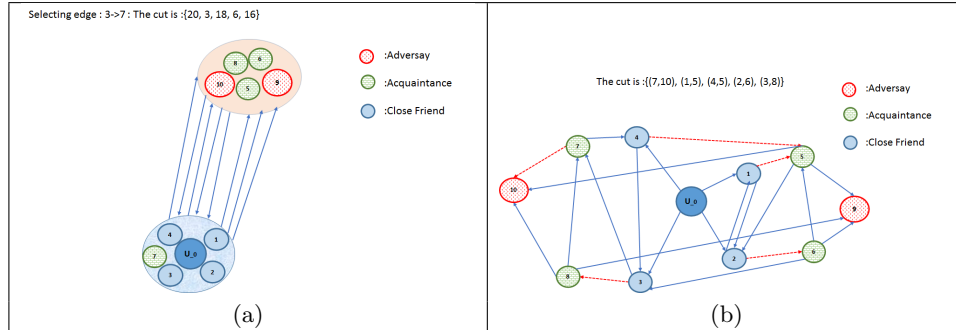 Selecting edge : 3->7 : The cut is :{20, 3, 18, 6, 16}
:Adversay
:Acquaintance
:Close Friend
8
6
10
5
9
4
1
7
U_0
3
2
(a)
The cut is :{(7,10), (1,5), (4,5), (2,6), (3,8)}
:Adversay
:Acquaintance
:Close Friend
7
4
5
1
10
U_0
9
2
6
8
3
(b)